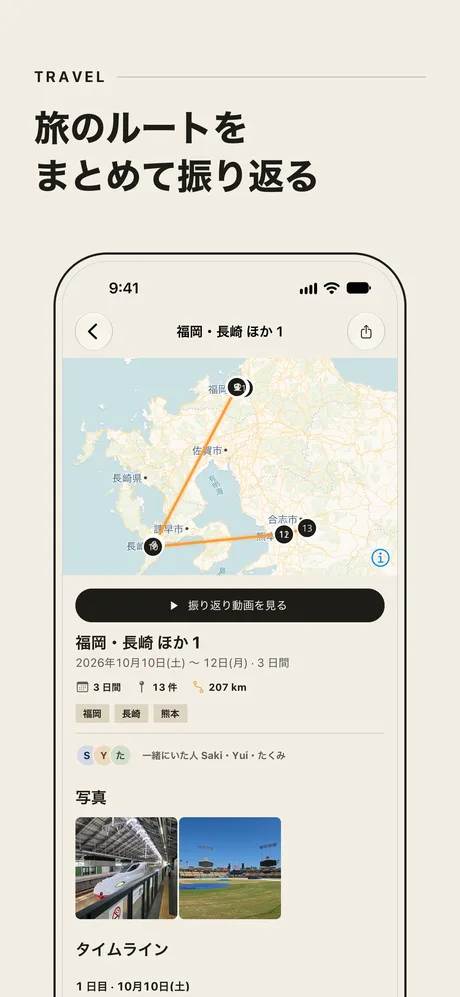 TRAVEL
旅のルートを
まとめて振り返る
9:41
福岡・長崎 ほか 1
福岡
佐賀市
長崎県
有明海
諫早市
合志市
熊本
長崎
12
13
振り返り動画を見る
福岡・長崎 ほか 1
2026年10月10日(土) 〜 12日(月) · 3 日間
3 日間 13 件 207 km
福岡 長崎 熊本
S Y た 一緒にいた人 Saki・Yui・たくみ
写真
タイムライン
1 日目 · 10月10日(土)